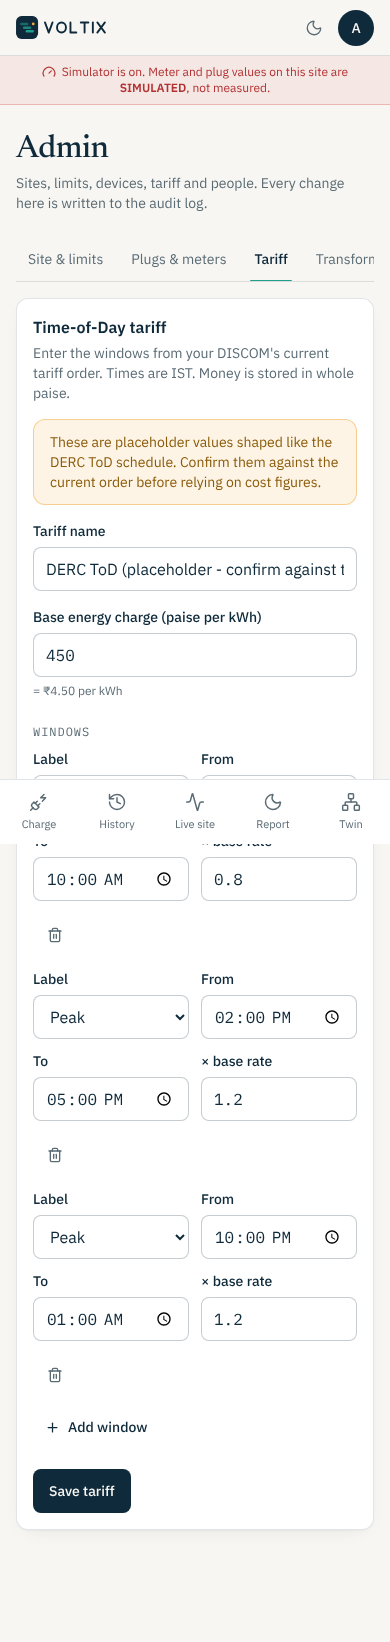 VOLTIX
A
Simulator is on. Meter and plug values on this site are
SIMULATED, not measured.
Admin
Sites, limits, devices, tariff and people. Every change
here is written to the audit log.
Site & limits Plugs & meters Tariff Transform
Time-of-Day tariff
Enter the windows from your DISCOM's current
tariff order. Times are IST. Money is stored in whole
paise.
These are placeholder values shaped like the
DERC ToD schedule. Confirm them against the
current order before relying on cost figures.
Tariff name
DERC ToD (placeholder - confirm against t
Base energy charge (paise per kWh)
450
= ₹4.50 per kWh
WINDOWS
Label From
Charge History Live site Report Twin
To × base rate
10:00 AM 0.8
Label From
Peak 02:00 PM
To × base rate
05:00 PM 1.2
Label From
Peak 10:00 PM
To × base rate
01:00 AM 1.2
+ Add window
Save tariff